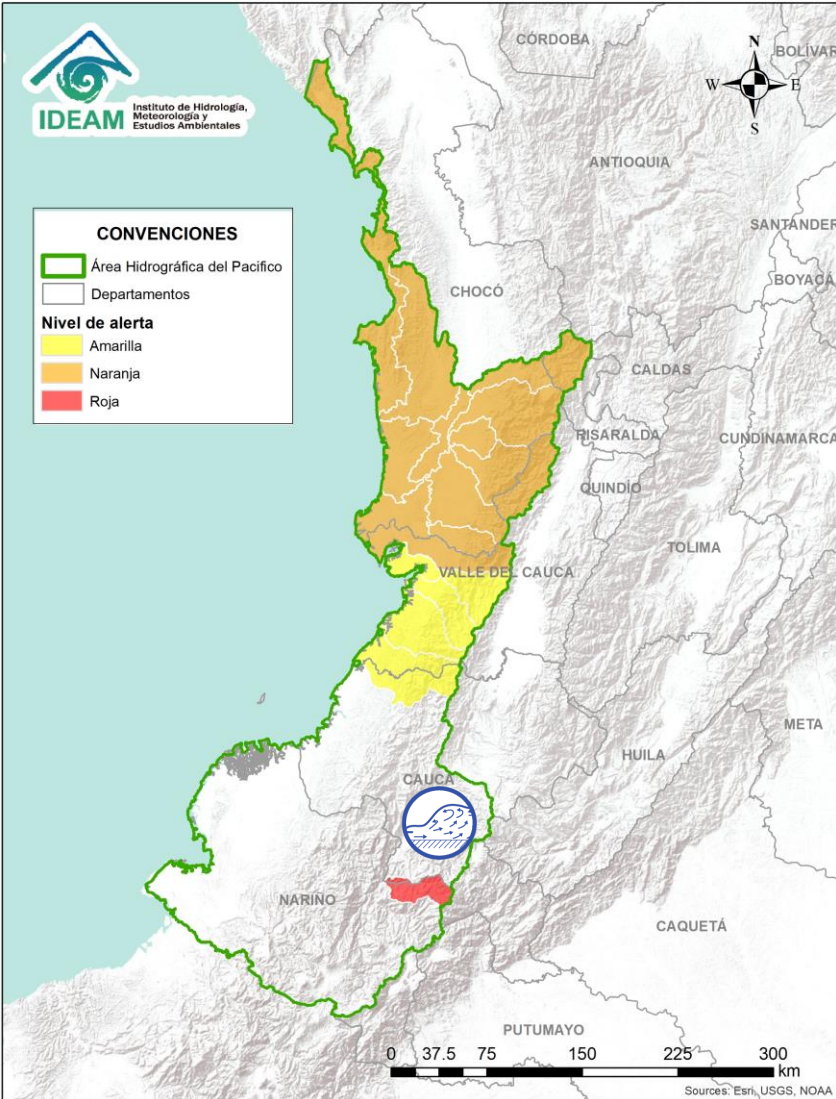 IDEAM
Instituto de Hidrología,
Meteorología y
Estudios Ambientales
N
W
E
S
CONVENCIONES
Área Hidrográfica del Pacifico
Departamentos
Nivel de alerta
Amarilla
Naranja
Roja
CÓRDOBA
BOLÍVAR
ANTIOQUIA
SANTANDER
BOYACÁ
CHOCÓ
CALDAS
RISARALDA
CUNDINAMARCA
QUINDÍO
TOLIMA
VALLE DEL CAUCA
META
HUILA
CAUCA
NARIÑO
CAQUETÁ
PUTUMAYO
0 37.5 75 150 225 300
km
Sources: Esri, USGS, NOAA